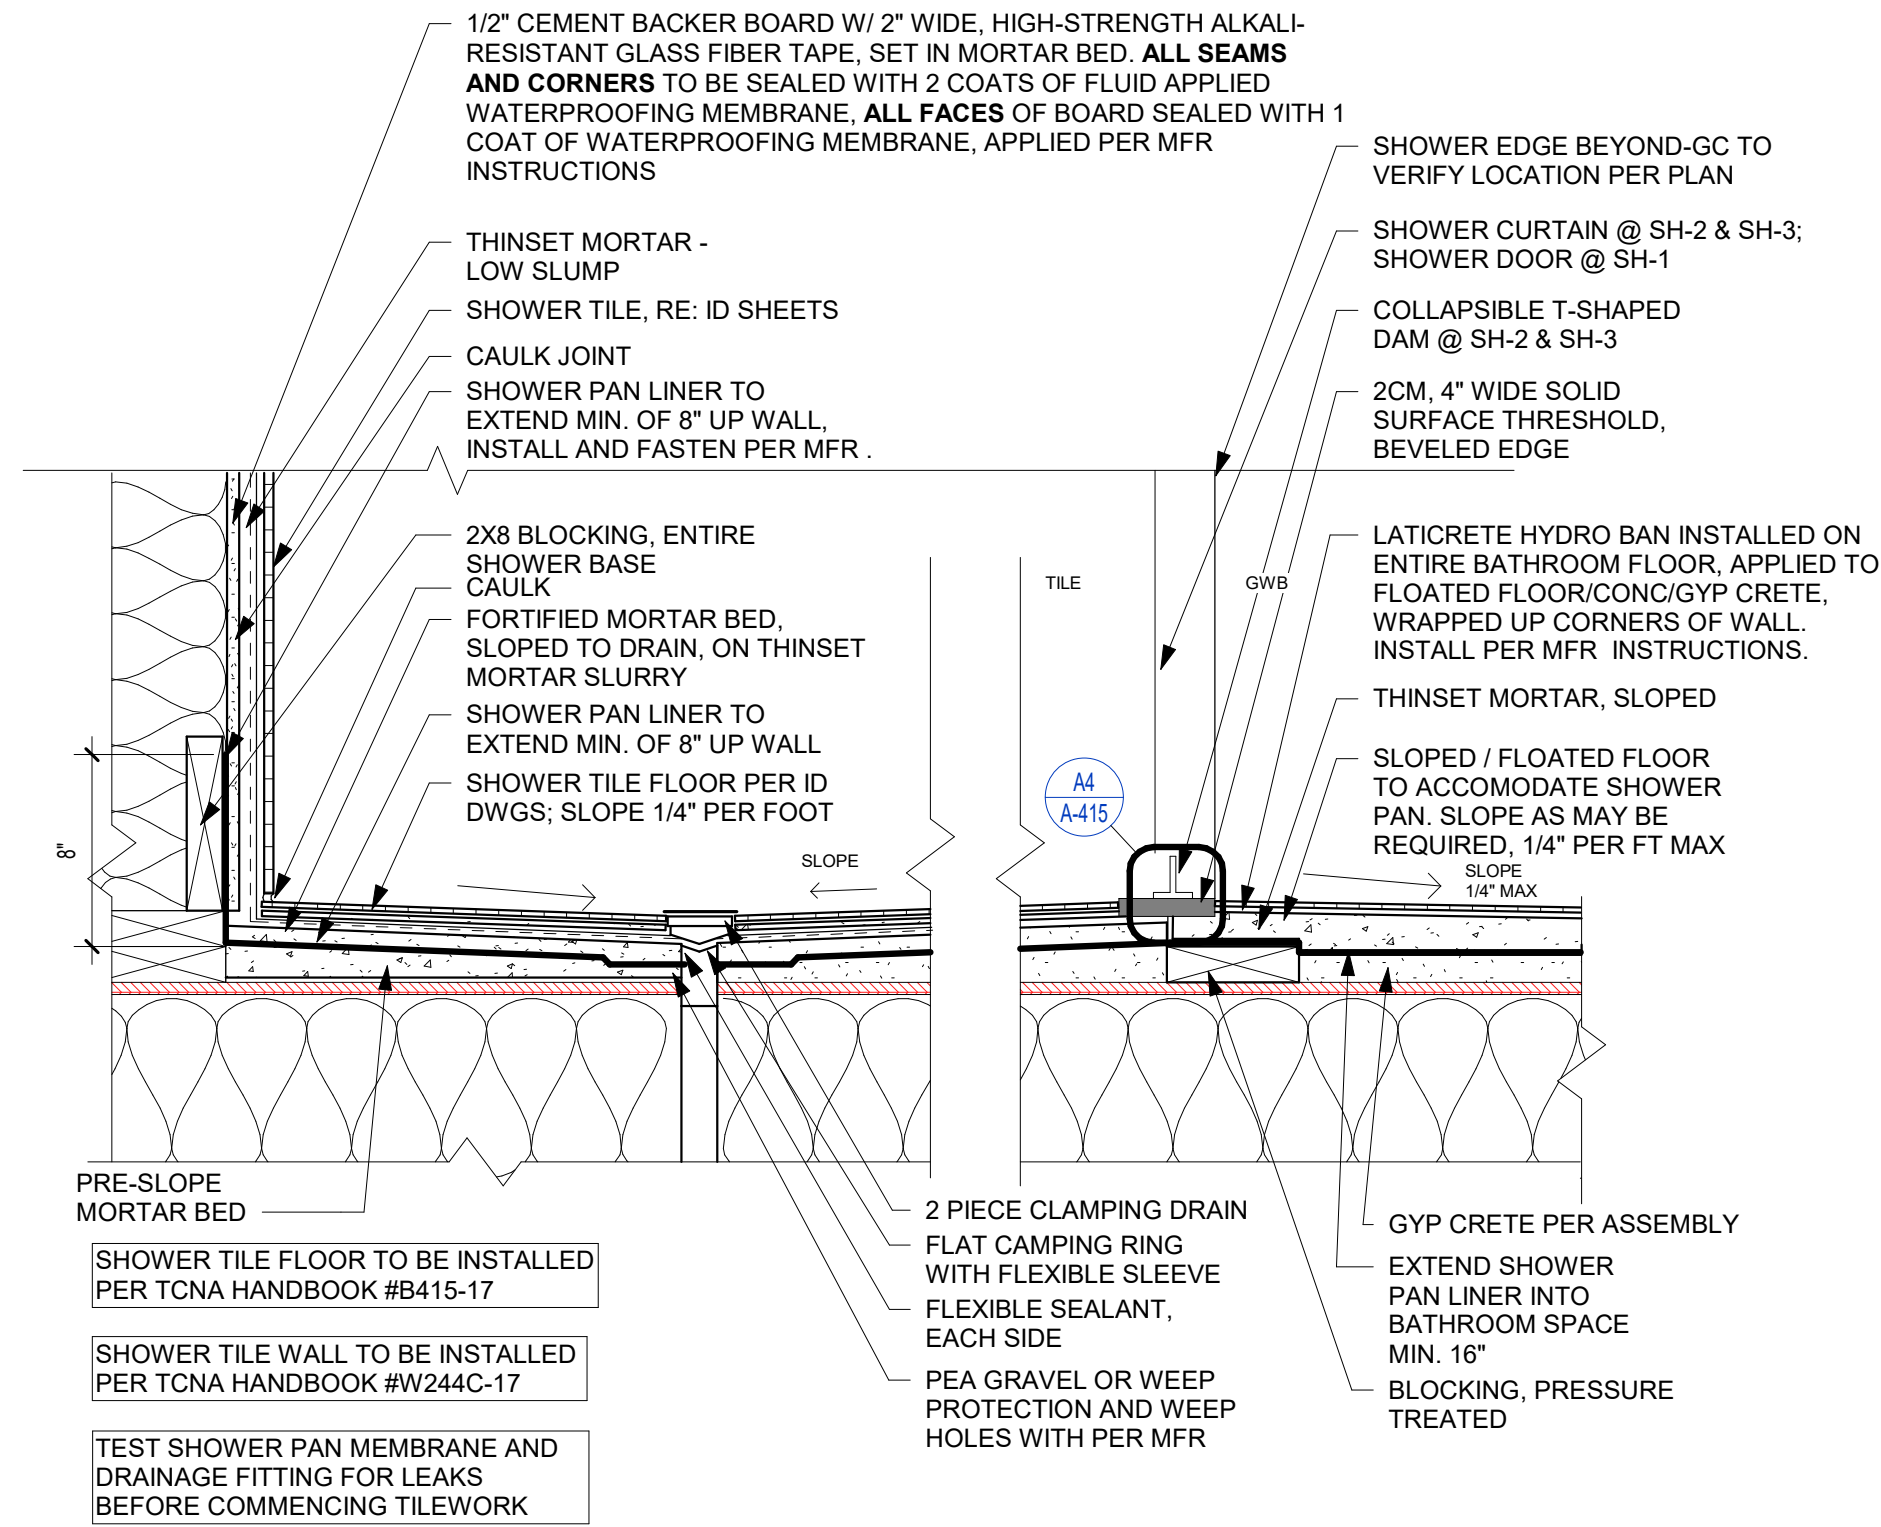 1/2" CEMENT BACKER BOARD W/ 2" WIDE, HIGH-STRENGTH ALKALI-
RESISTANT GLASS FIBER TAPE, SET IN MORTAR BED. ALL SEAMS
AND CORNERS TO BE SEALED WITH 2 COATS OF FLUID APPLIED
WATERPROOFING MEMBRANE, ALL FACES OF BOARD SEALED WITH 1
COAT OF WATERPROOFING MEMBRANE, APPLIED PER MFR
INSTRUCTIONS
THINSET MORTAR -
LOW SLUMP
SHOWER TILE, RE: ID SHEETS
CAULK JOINT
SHOWER PAN LINER TO
EXTEND MIN. OF 8" UP WALL,
INSTALL AND FASTEN PER MFR .
2X8 BLOCKING, ENTIRE
SHOWER BASE
CAULK
FORTIFIED MORTAR BED,
SLOPED TO DRAIN, ON THINSET
MORTAR SLURRY
SHOWER PAN LINER TO
EXTEND MIN. OF 8" UP WALL
SHOWER TILE FLOOR PER ID
DWGS; SLOPE 1/4" PER FOOT
SHOWER EDGE BEYOND-GC TO
VERIFY LOCATION PER PLAN
SHOWER CURTAIN @ SH-2 & SH-3;
SHOWER DOOR @ SH-1
COLLAPSIBLE T-SHAPED
DAM @ SH-2 & SH-3
2CM, 4" WIDE SOLID
SURFACE THRESHOLD,
BEVELED EDGE
LATICRETE HYDRO BAN INSTALLED ON
ENTIRE BATHROOM FLOOR, APPLIED TO
FLOATED FLOOR/CONC/GYP CRETE,
WRAPPED UP CORNERS OF WALL.
INSTALL PER MFR INSTRUCTIONS.
THINSET MORTAR, SLOPED
SLOPED / FLOATED FLOOR
TO ACCOMODATE SHOWER
PAN. SLOPE AS MAY BE
REQUIRED, 1/4" PER FT MAX
TILE
GWB
A4
A-415
8"
SLOPE
SLOPE
1/4" MAX
PRE-SLOPE
MORTAR BED
SHOWER TILE FLOOR TO BE INSTALLED
PER TCNA HANDBOOK #B415-17
SHOWER TILE WALL TO BE INSTALLED
PER TCNA HANDBOOK #W244C-17
TEST SHOWER PAN MEMBRANE AND
DRAINAGE FITTING FOR LEAKS
BEFORE COMMENCING TILEWORK
2 PIECE CLAMPING DRAIN
FLAT CAMPING RING
WITH FLEXIBLE SLEEVE
FLEXIBLE SEALANT,
EACH SIDE
PEA GRAVEL OR WEEP
PROTECTION AND WEEP
HOLES WITH PER MFR
GYP CRETE PER ASSEMBLY
EXTEND SHOWER
PAN LINER INTO
BATHROOM SPACE
MIN. 16"
BLOCKING, PRESSURE
TREATED